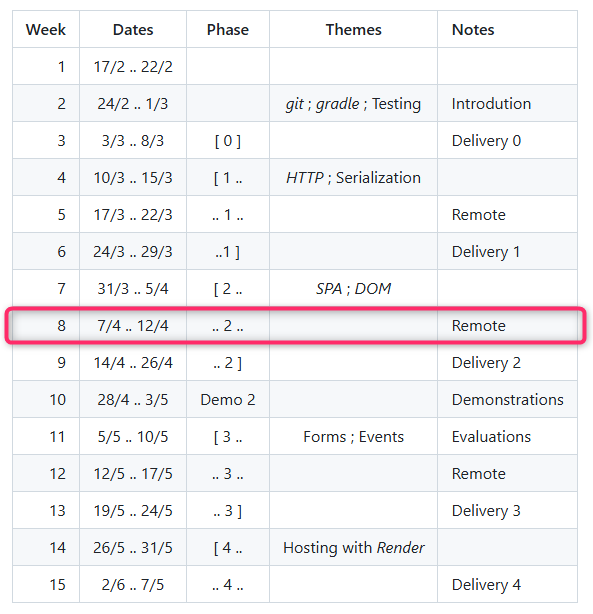 Week Dates Phase Themes Notes
1 17/2 .. 22/2
2 24/2 .. 1/3 git ; gradle ; Testing Introdution
3 3/3 .. 8/3 [ 0 ] Delivery 0
4 10/3 .. 15/3 [ 1 .. HTTP ; Serialization
5 17/3 .. 22/3 .. 1 .. Remote
6 24/3 .. 29/3 ..1 ] Delivery 1
7 31/3 .. 5/4 [ 2 .. SPA ; DOM
8 7/4 .. 12/4 .. 2 .. Remote
9 14/4 .. 26/4 .. 2 ] Delivery 2
10 28/4 .. 3/5 Demo 2 Demonstrations
11 5/5 .. 10/5 [ 3 .. Forms ; Events Evaluations
12 12/5 .. 17/5 .. 3 .. Remote
13 19/5 .. 24/5 .. 3 ] Delivery 3
14 26/5 .. 31/5 [ 4 .. Hosting with Render
15 2/6 .. 7/5 .. 4 .. Delivery 4